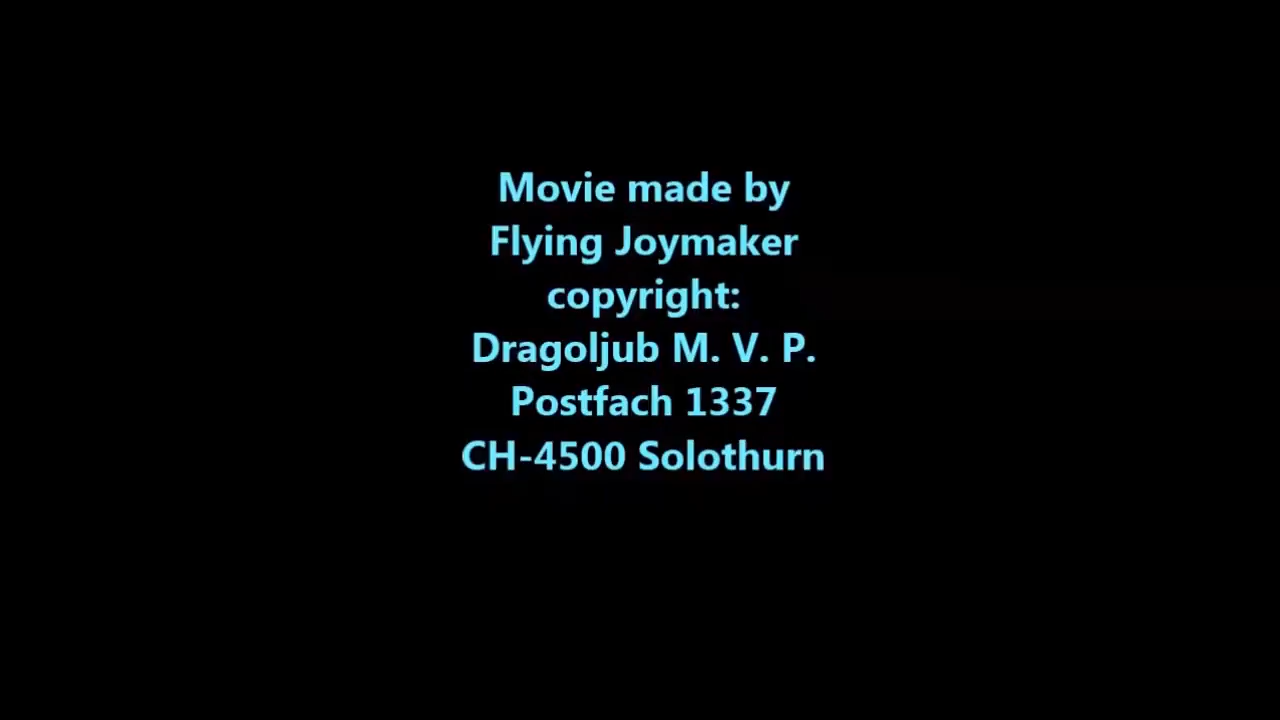 Movie made by
Flying Joymaker
copyright:
Dragoljub M. V. P.
Postfach 1337
CH-4500 Solothurn